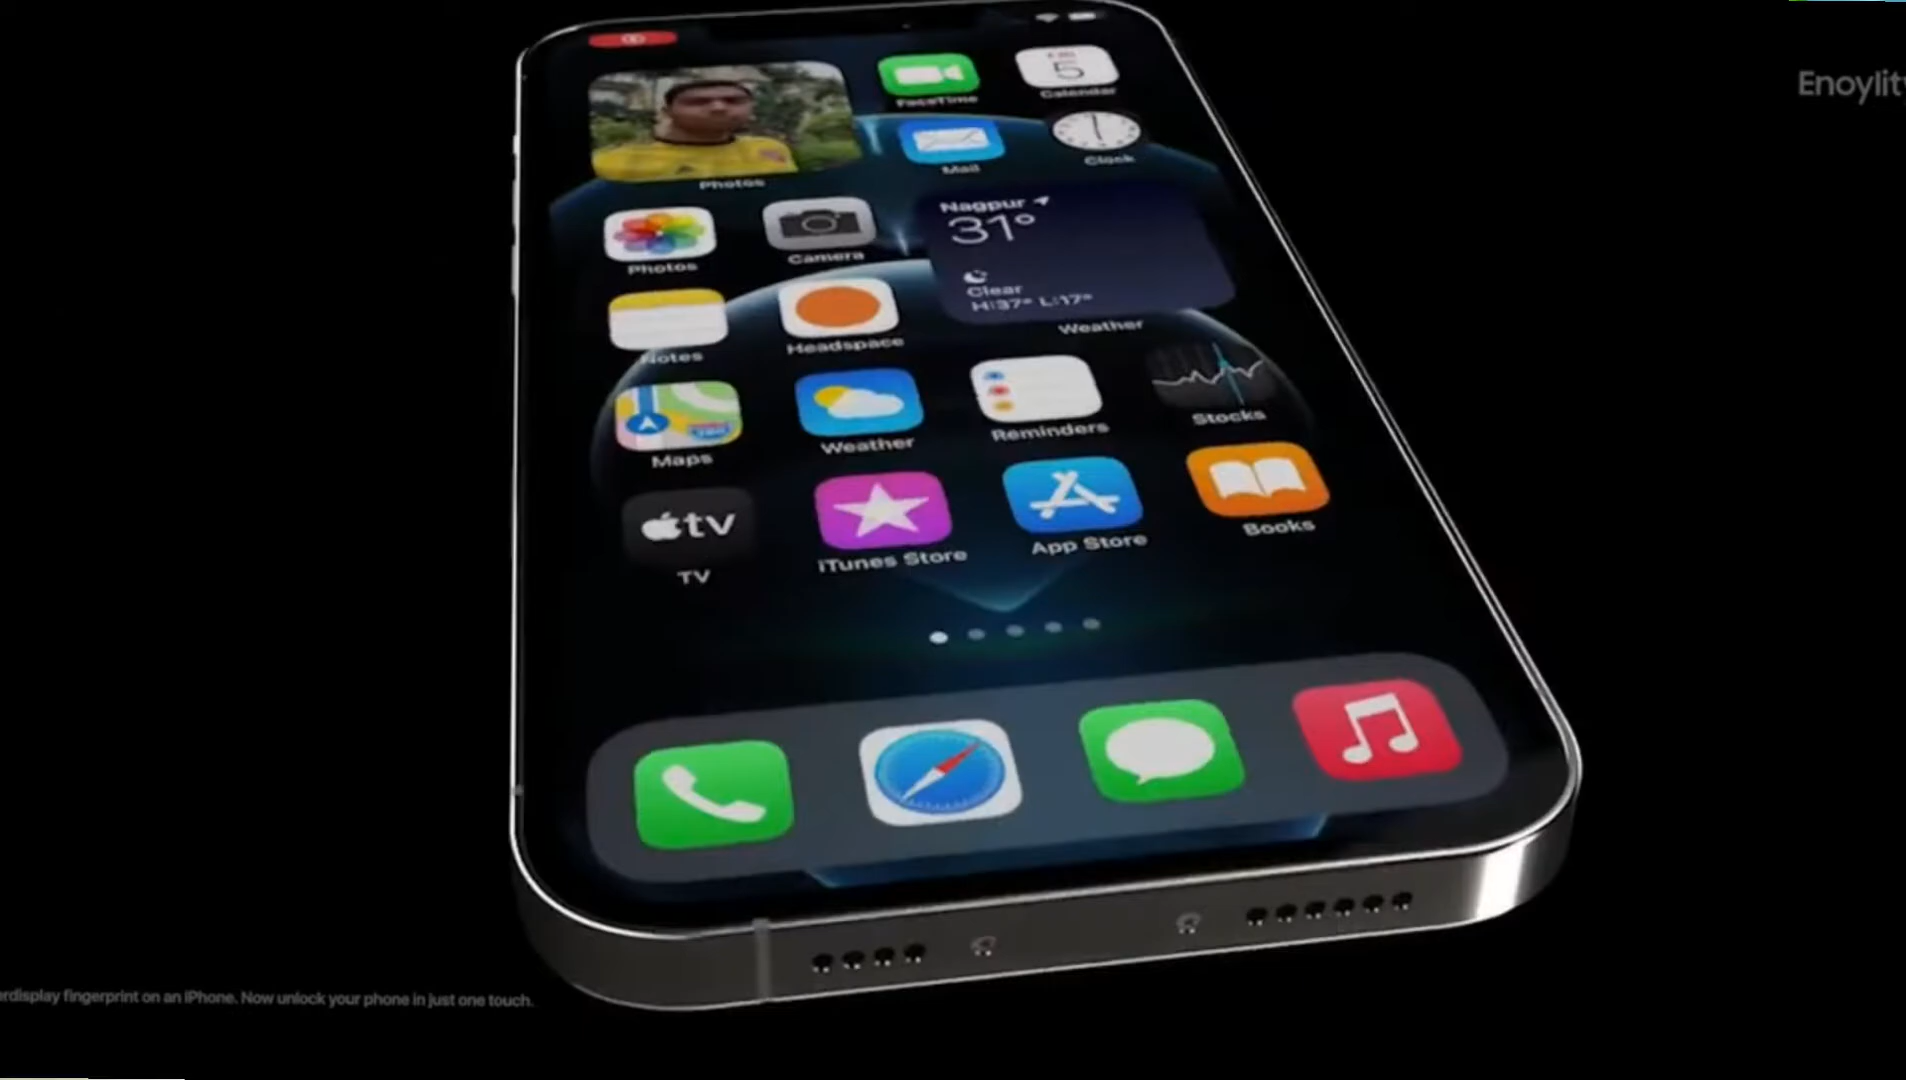 Enoylity
FaceTime
5
Calendar
Mail
Clock
Photos
Nagpur
31°
Clear
H:37° L:17°
Weather
Photos
Camera
Notes
Headspace
Maps
Weather
Reminders
Stocks
tv
TV
iTunes Store
App Store
Books
erdisplay fingerprint on an iPhone. Now unlock your phone in just one touch.